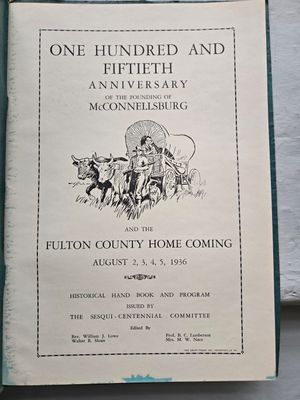 ONE HUNDRED AND
FIFTIETH
ANNIVERSARY
OF THE FOUNDING OF
McCONNELLSBURG
AND THE
FULTON COUNTY HOME COMING
AUGUST 2, 3, 4, 5, 1936
HISTORICAL HAND BOOK AND PROGRAM
ISSUED BY
THE SESQUI-CENTENNIAL COMMITTEE
Edited By
Rev. William J. Lowe
Prof. B. C. Lamberson
Walter R. Sloan
Mrs. M. W. Nace